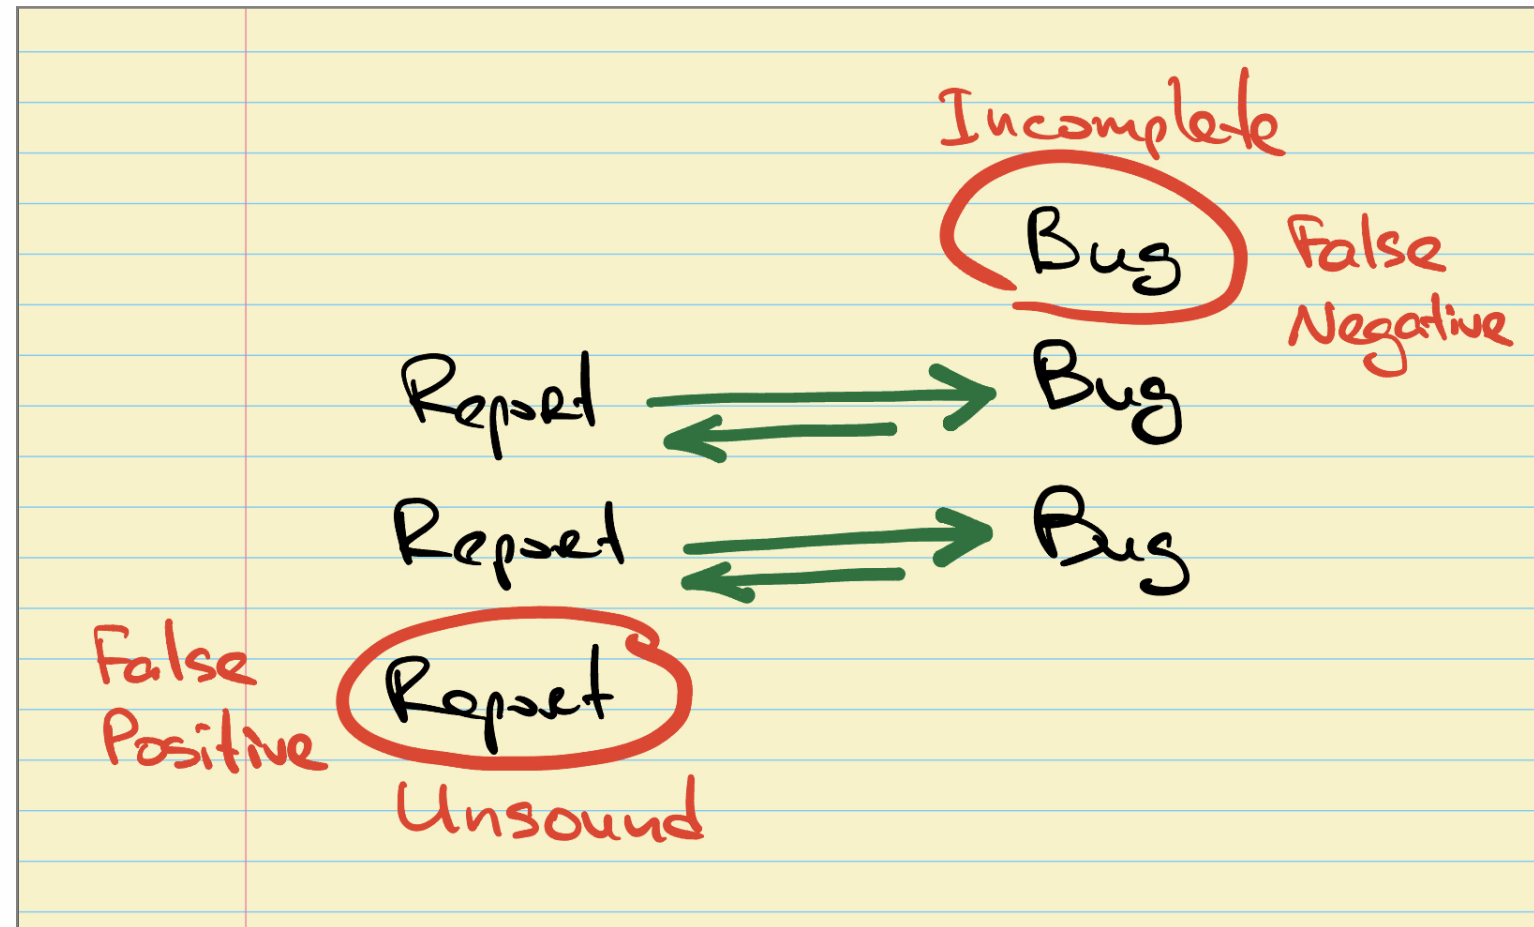 Incomplete
Bug
False
Negative
Report
Bug
Report
Bug
False
Positive
Report
Unsound